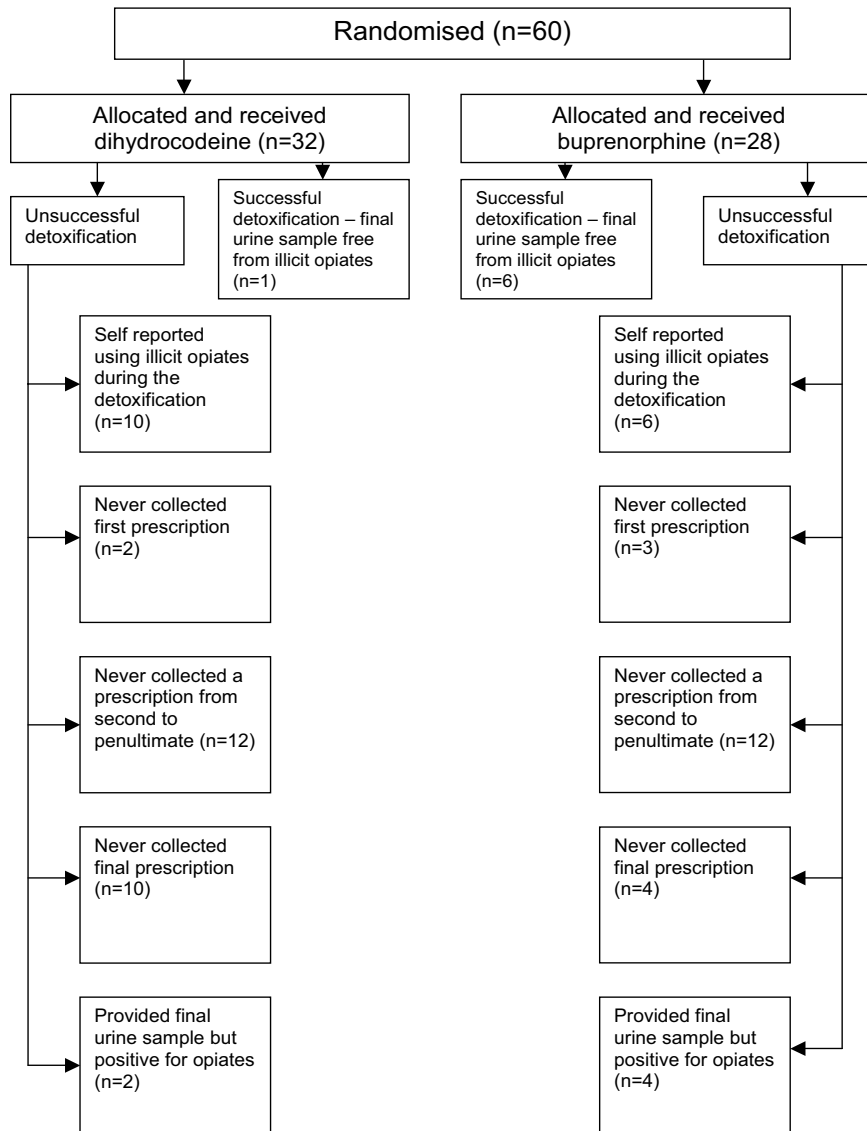 Randomised (n=60)
Allocated and received
dihydrocodeine (n=32)
Allocated and received
buprenorphine (n=28)
Unsuccessful
detoxification
Successful
detoxification – final
urine sample free
from illicit opiates
(n=1)
Successful
detoxification – final
urine sample free
from illicit opiates
(n=6)
Unsuccessful
detoxification
Self reported
using illicit opiates
during the
detoxification
(n=10)
Self reported
using illicit opiates
during the
detoxification
(n=6)
Never collected
first prescription
(n=2)
Never collected
first prescription
(n=3)
Never collected a
prescription from
second to
penultimate (n=12)
Never collected a
prescription from
second to
penultimate (n=12)
Never collected
final prescription
(n=10)
Never collected
final prescription
(n=4)
Provided final
urine sample but
positive for opiates
(n=2)
Provided final
urine sample but
positive for opiates
(n=4)